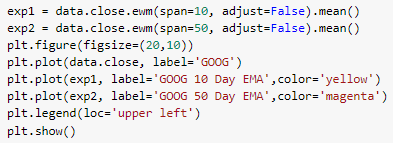 exp1 = data.close.ewm(span=10, adjust=False).mean()
exp2 = data.close.ewm(span=50, adjust=False).mean()
plt.figure(figsize=(20,10))
plt.plot(data.close, label='GOOG')
plt.plot(exp1, label='GOOG 10 Day EMA',color='yellow')
plt.plot(exp2, label='GOOG 50 Day EMA',color='magenta')
plt.legend(loc='upper left')
plt.show()